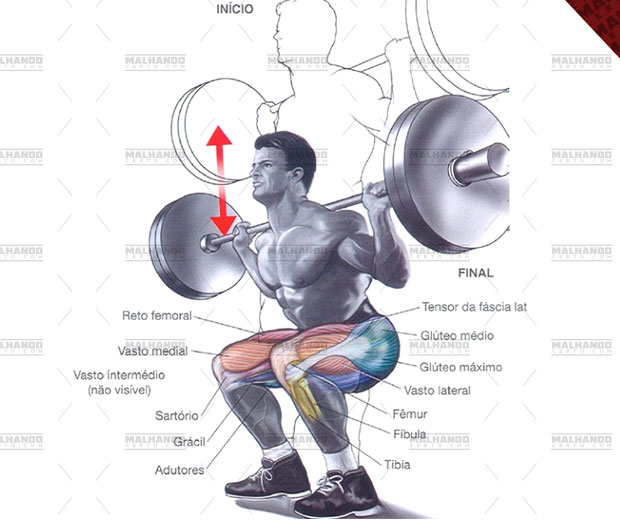 INÍCIO
MALHANDO
CERTO.COM
FINAL
Reto femoral
Vasto medial
Vasto intermédio
(não visível)
Sartório
Grácil
Adutores
Tensor da fáscia lat
Glúteo médio
Glúteo máximo
Vasto lateral
Fêmur
Fíbula
Tíbia